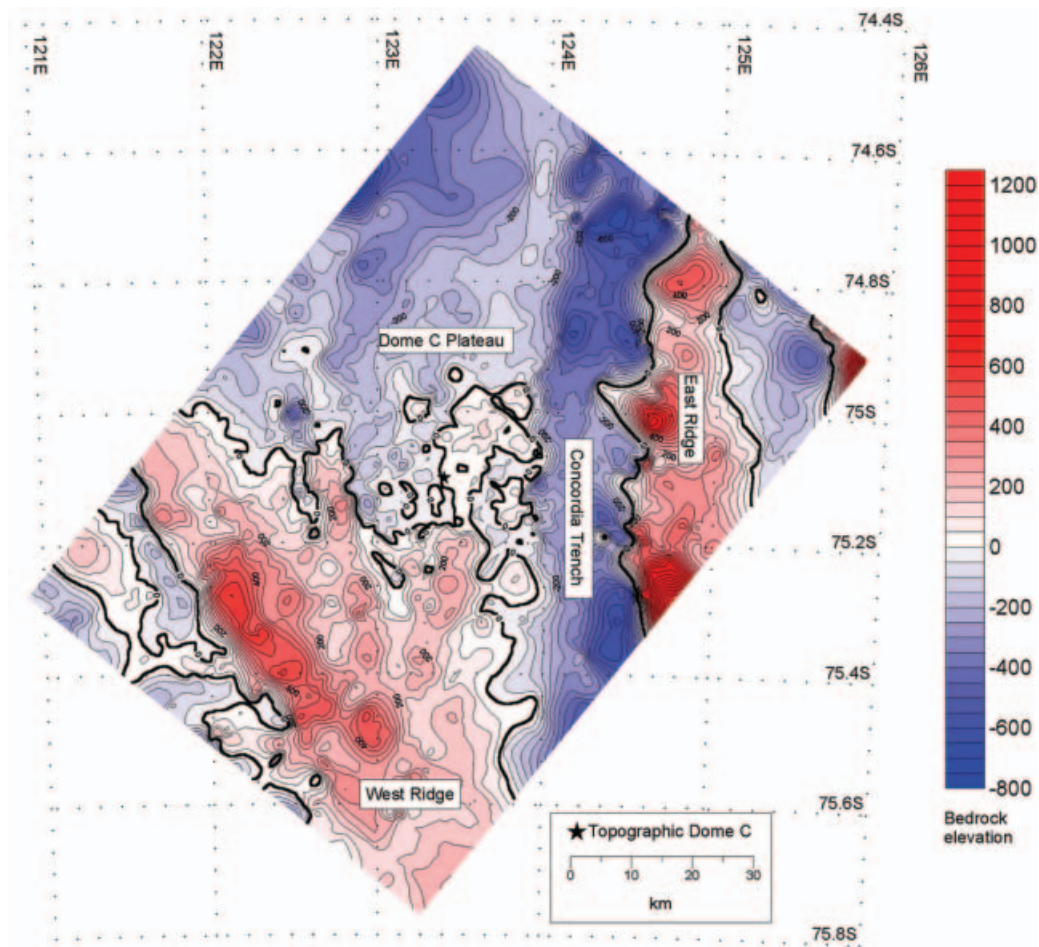 74.4S
121E
122E
123E
124E
125E
126E
74.6S
74.8S
75S
75.2S
75.4S
75.6S
75.8S
Dome C Plateau
East Ridge
Concordia Trench
West Ridge
★ Topographic Dome C
0 10 20 30
km
1200
1000
800
600
400
200
0
-200
-400
-600
-800
Bedrock
elevation